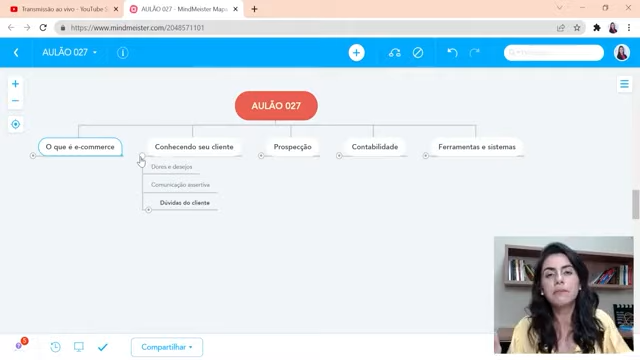 Transmissão ao vivo - YouTube S
AULÃO 027 - MindMeister Mapa
https://www.mindmeister.com/2048571101
AULÃO 027
AULÃO 027
O que é e-commerce
Conhecendo seu cliente
Prospecção
Contabilidade
Ferramentas e sistemas
Dores e desejos
Comunicação assertiva
Dúvidas do cliente
Compartilhar